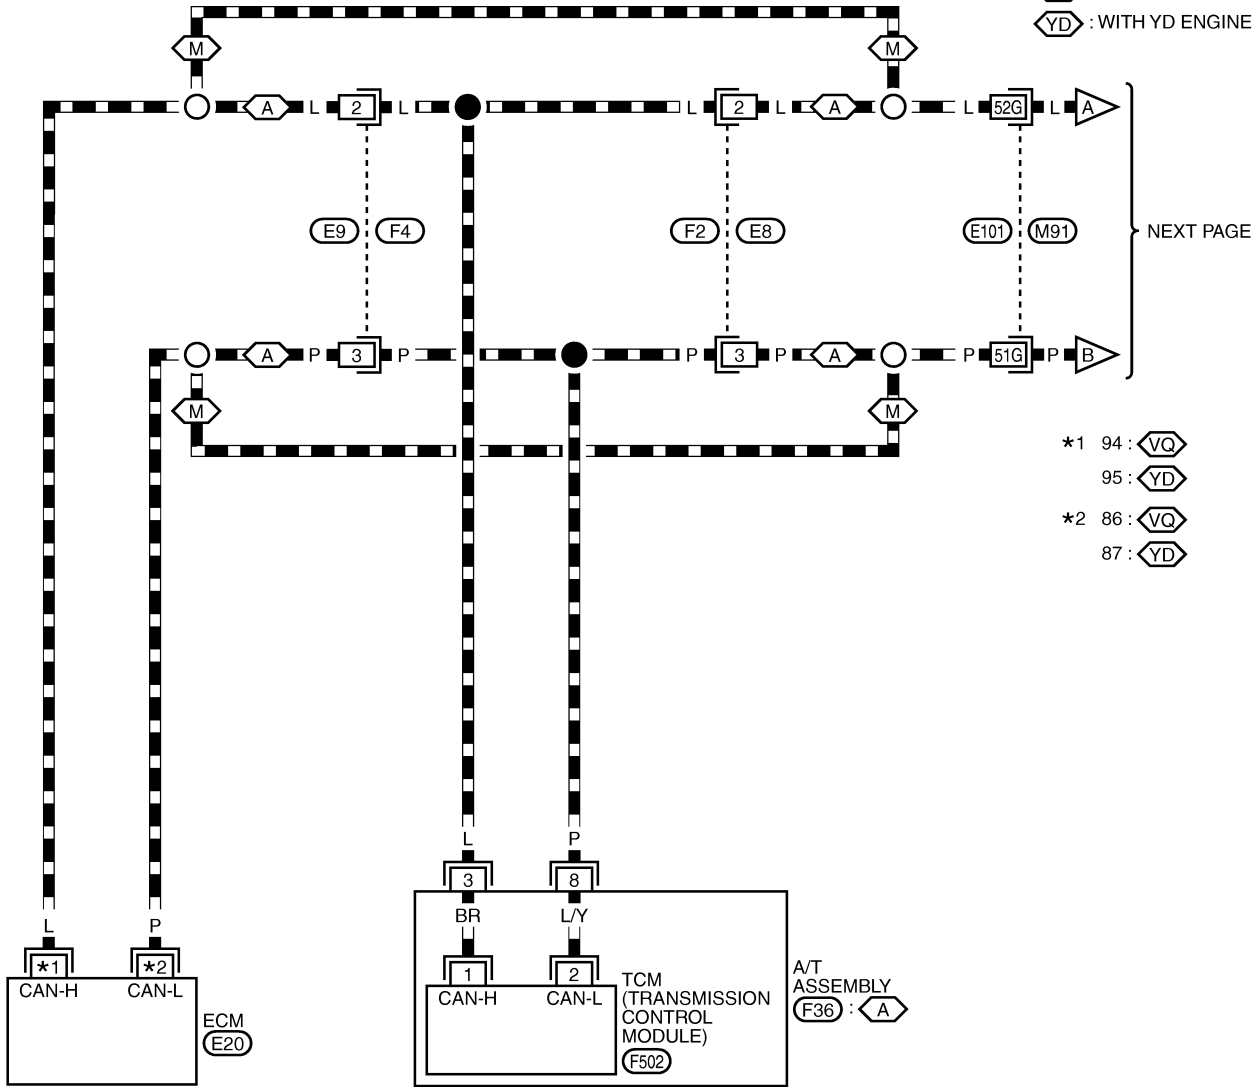 YD : WITH YD ENGINE
M M
A L 2 L L 2 L A L 52G L A
E9 F4 F2 E8 E101 M91 NEXT PAGE
A P 3 P P 3 P A P 51G P B
M M
*1 94 : VQ
95 : YD
*2 86 : VQ
87 : YD
L P
3 8
L P BR L/Y
*1 *2 1 2
CAN-H CAN-L CAN-H CAN-L
ECM
E20
TCM
(TRANSMISSION
CONTROL
MODULE)
F502
A/T
ASSEMBLY
F36 : A